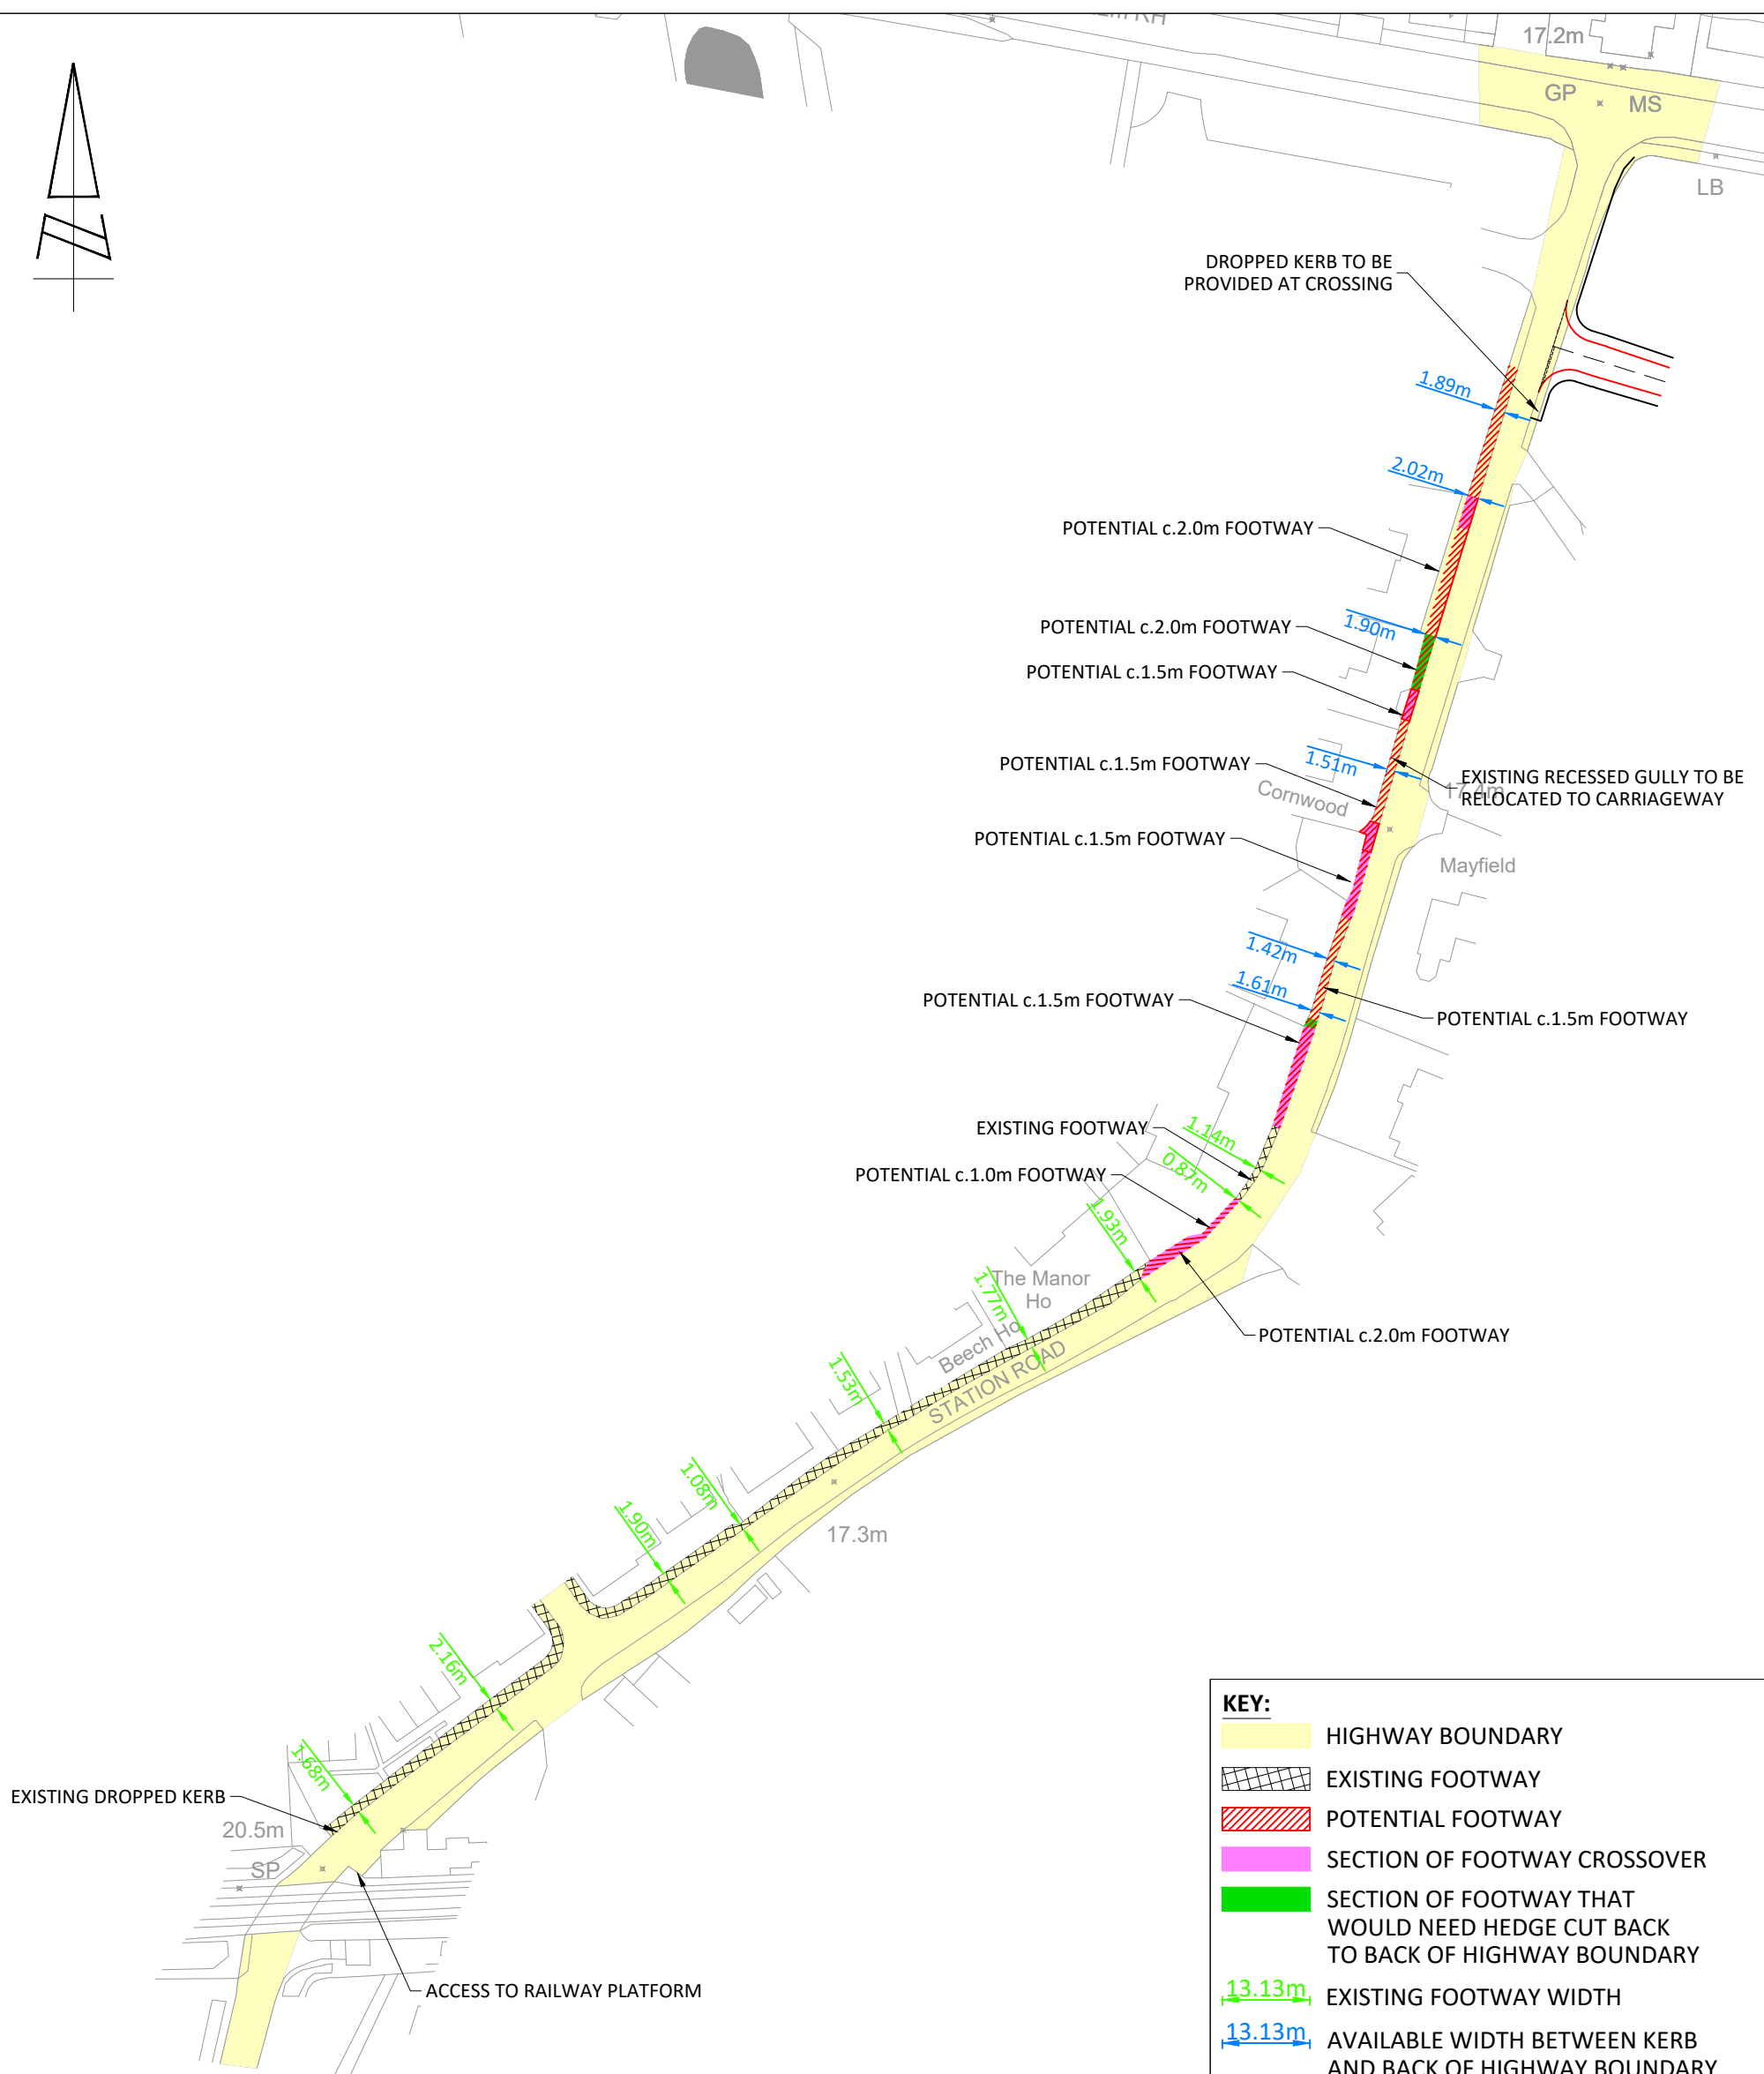 17.2m
GP
MS
LB
DROPPED KERB TO BE
PROVIDED AT CROSSING
1.89m
2.02m
POTENTIAL c.2.0m FOOTWAY
1.90m
POTENTIAL c.2.0m FOOTWAY
POTENTIAL c.1.5m FOOTWAY
1.51m
POTENTIAL c.1.5m FOOTWAY
EXISTING RECESSED GULLY TO BE
17.4m
RELOCATED TO CARRIAGEWAY
Cornwood
POTENTIAL c.1.5m FOOTWAY
Mayfield
1.42m
1.61m
POTENTIAL c.1.5m FOOTWAY
POTENTIAL c.1.5m FOOTWAY
EXISTING FOOTWAY
1.14m
0.87m
POTENTIAL c.1.0m FOOTWAY
1.93m
The Manor
Ho
1.77m
POTENTIAL c.2.0m FOOTWAY
Beech Ho
STATION ROAD
1.53m
1.08m
1.90m
17.3m
2.16m
1.68m
EXISTING DROPPED KERB
20.5m
SP
ACCESS TO RAILWAY PLATFORM
KEY:
HIGHWAY BOUNDARY
EXISTING FOOTWAY
POTENTIAL FOOTWAY
SECTION OF FOOTWAY CROSSOVER
SECTION OF FOOTWAY THAT
WOULD NEED HEDGE CUT BACK
TO BACK OF HIGHWAY BOUNDARY
13.13m
EXISTING FOOTWAY WIDTH
13.13m
AVAILABLE WIDTH BETWEEN KERB
AND BACK OF HIGHWAY BOUNDARY